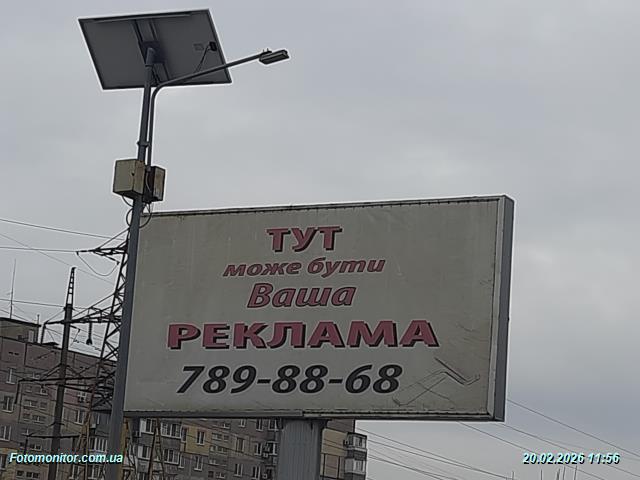 ТУТ
може бути
Ваша
РЕКЛАМА
789-88-68
Fotomonitor.com.ua
20.02.2026 11:56